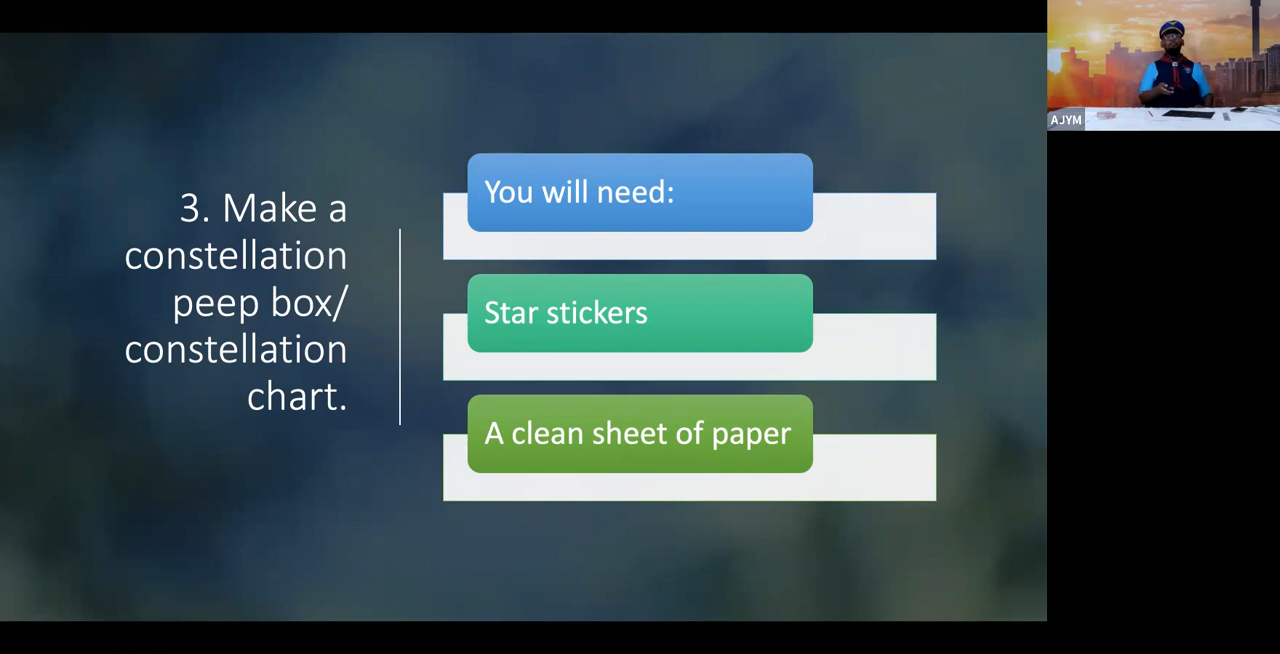 3. Make a
constellation
peep box/
constellation
chart.
You will need:
Star stickers
A clean sheet of paper
AJYM